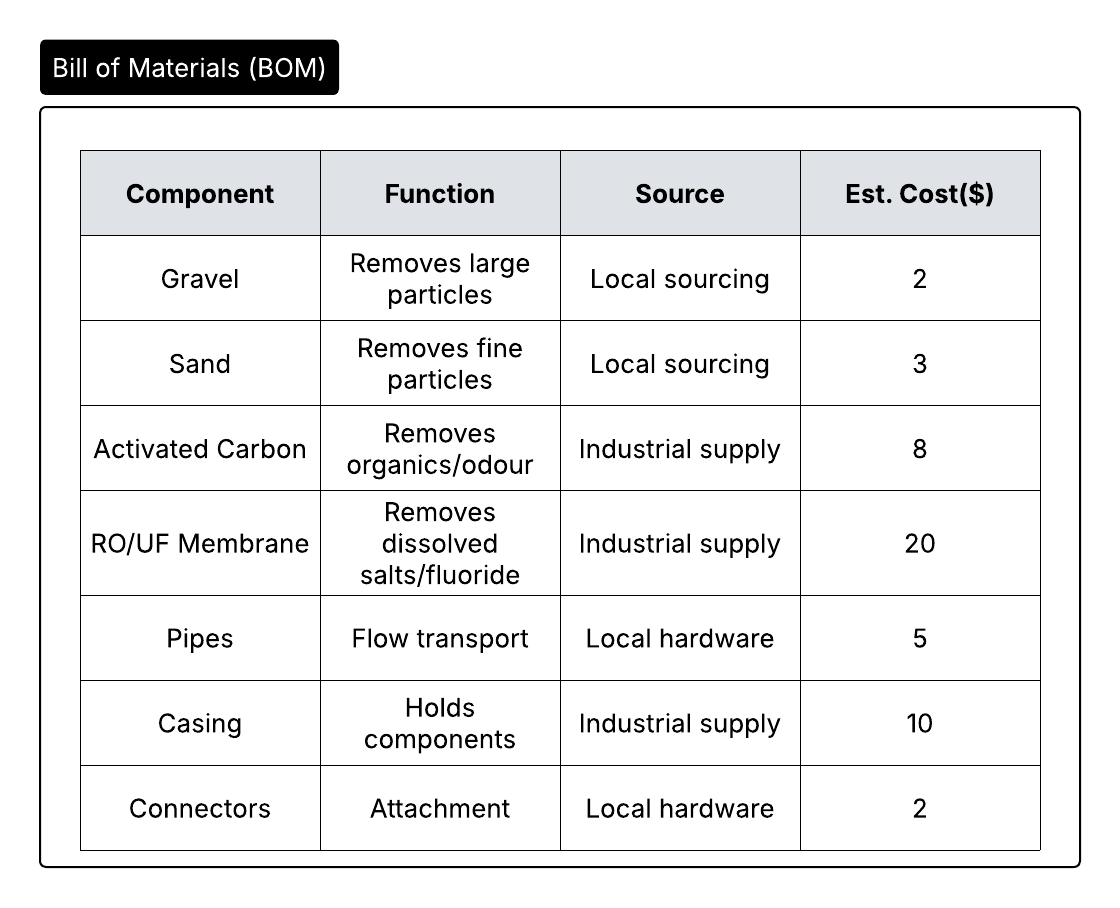 Bill of Materials (BOM)
Component Function Source Est. Cost($)
Gravel Removes large particles Local sourcing 2
Sand Removes fine particles Local sourcing 3
Activated Carbon Removes organics/odour Industrial supply 8
RO/UF Membrane Removes dissolved salts/fluoride Industrial supply 20
Pipes Flow transport Local hardware 5
Casing Holds components Industrial supply 10
Connectors Attachment Local hardware 2